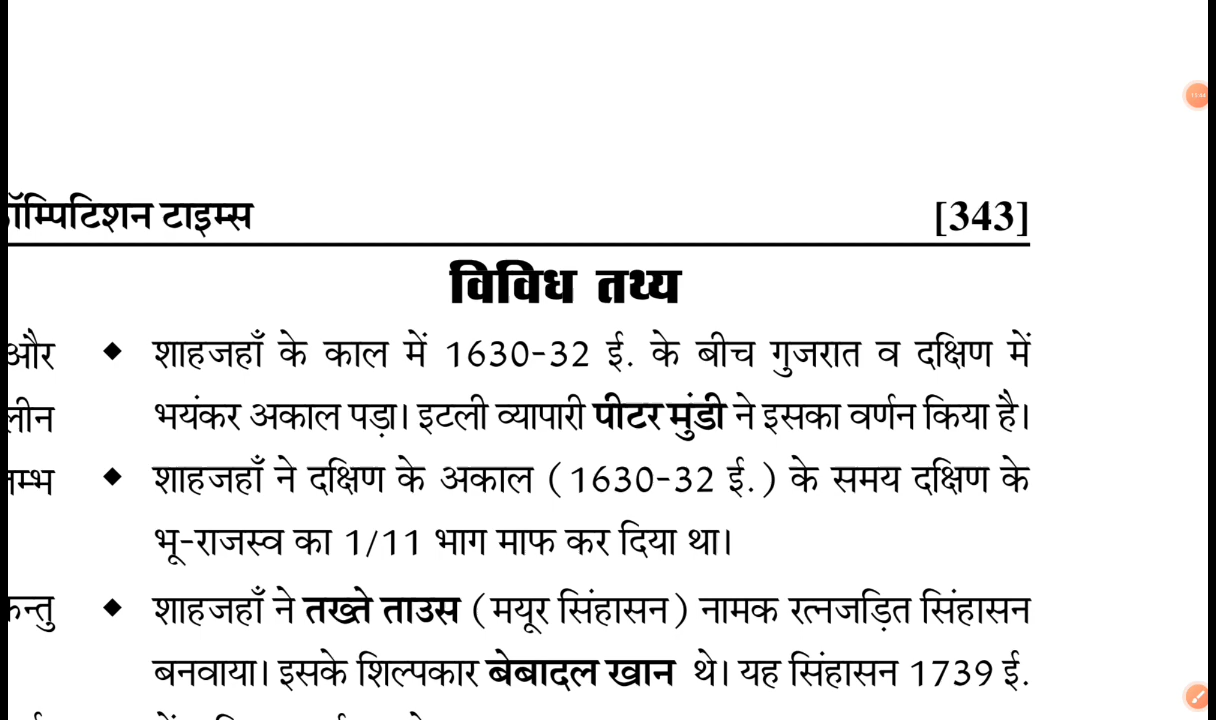 ॉम्पिटिशन टाइम्स [343]
विविध तथ्य
और ◆ शाहजहाँ के काल में 1630-32 ई. के बीच गुजरात व दक्षिण में
लीन भयंकर अकाल पड़ा। इटली व्यापारी पीटर मुंडी ने इसका वर्णन किया है।
म्भ ◆ शाहजहाँ ने दक्षिण के अकाल (1630-32 ई.) के समय दक्षिण के
भू-राजस्व का 1/11 भाग माफ कर दिया था।
न्तु ◆ शाहजहाँ ने तख्ते ताउस (मयूर सिंहासन) नामक रत्नजड़ित सिंहासन
बनवाया। इसके शिल्पकार बेबादल खान थे। यह सिंहासन 1739 ई.